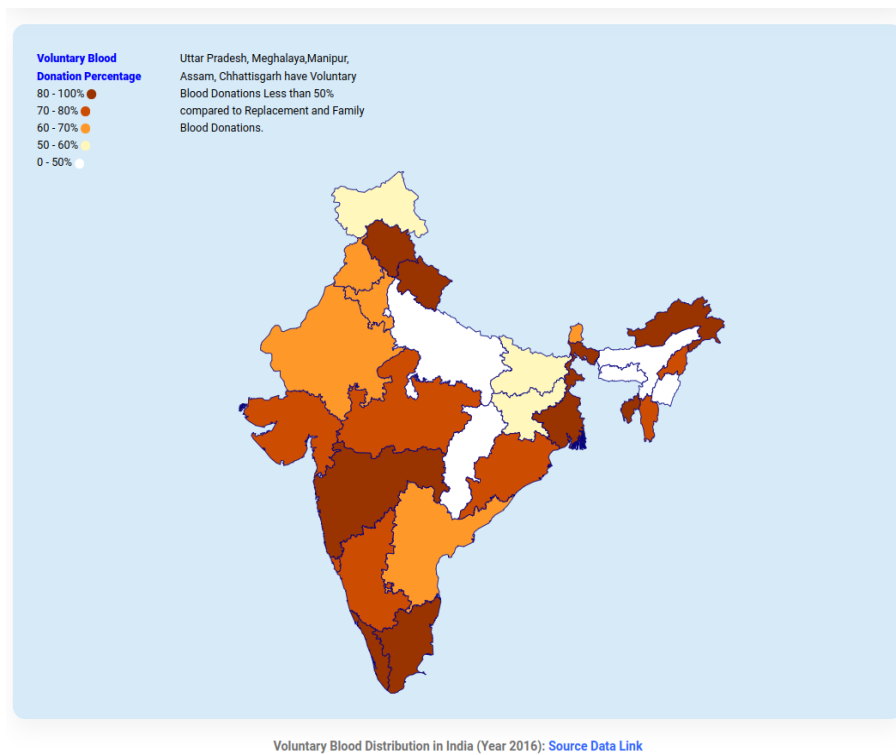 Voluntary Blood
Donation Percentage
80 - 100%
70 - 80%
60 - 70%
50 - 60%
0 - 50%
Uttar Pradesh, Meghalaya,Manipur,
Assam, Chhattisgarh have Voluntary
Blood Donations Less than 50%
compared to Replacement and Family
Blood Donations.
Voluntary Blood Distribution in India (Year 2016): Source Data Link